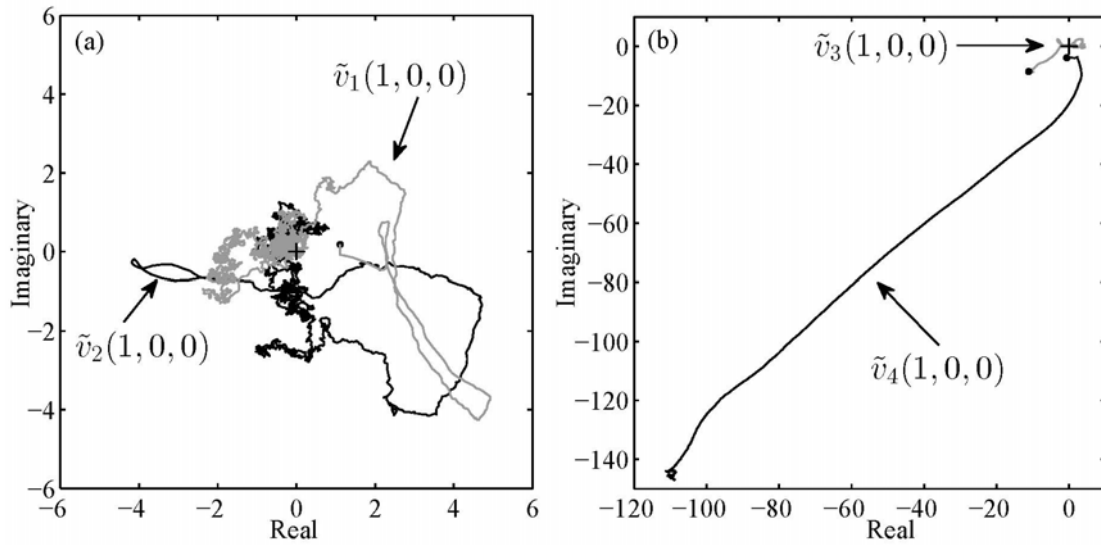 (a)
6
4
2
0
−2
−4
−6
Imaginary
ṽ₁(1,0,0)
ṽ₂(1,0,0)
−6 −4 −2 0 2 4 6
Real
(b)
0
−20
−40
−60
−80
−100
−120
−140
Imaginary
ṽ₃(1,0,0)
ṽ₄(1,0,0)
−120 −100 −80 −60 −40 −20 0
Real